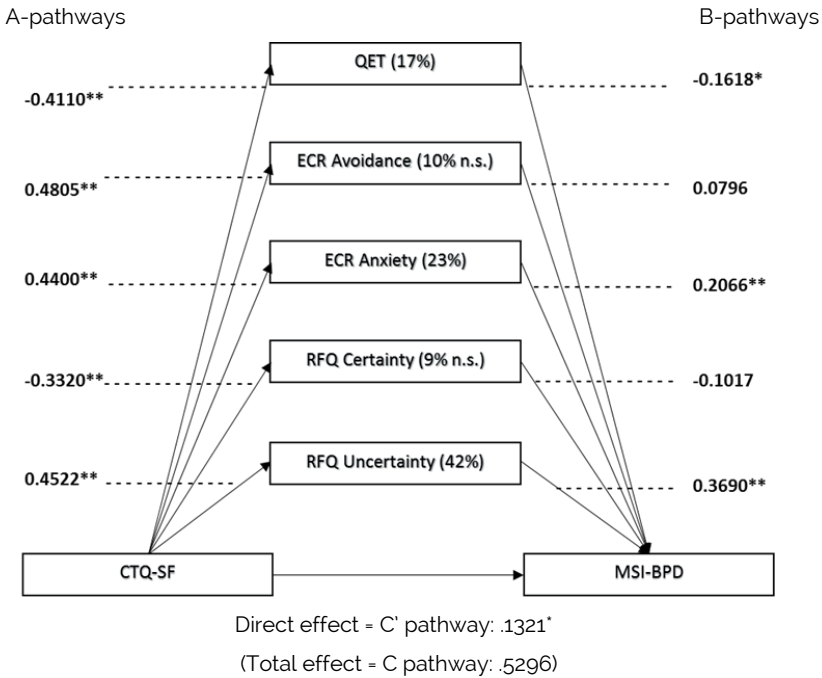 A-pathways
B-pathways
QET (17%)
-0.4110**
-0.1618*
ECR Avoidance (10% n.s.)
0.4805**
0.0796
ECR Anxiety (23%)
0.4400**
0.2066**
RFQ Certainty (9% n.s.)
-0.3320**
-0.1017
RFQ Uncertainty (42%)
0.4522**
0.3690**
CTQ-SF
MSI-BPD
Direct effect = C' pathway: .1321*
(Total effect = C pathway: .5296)